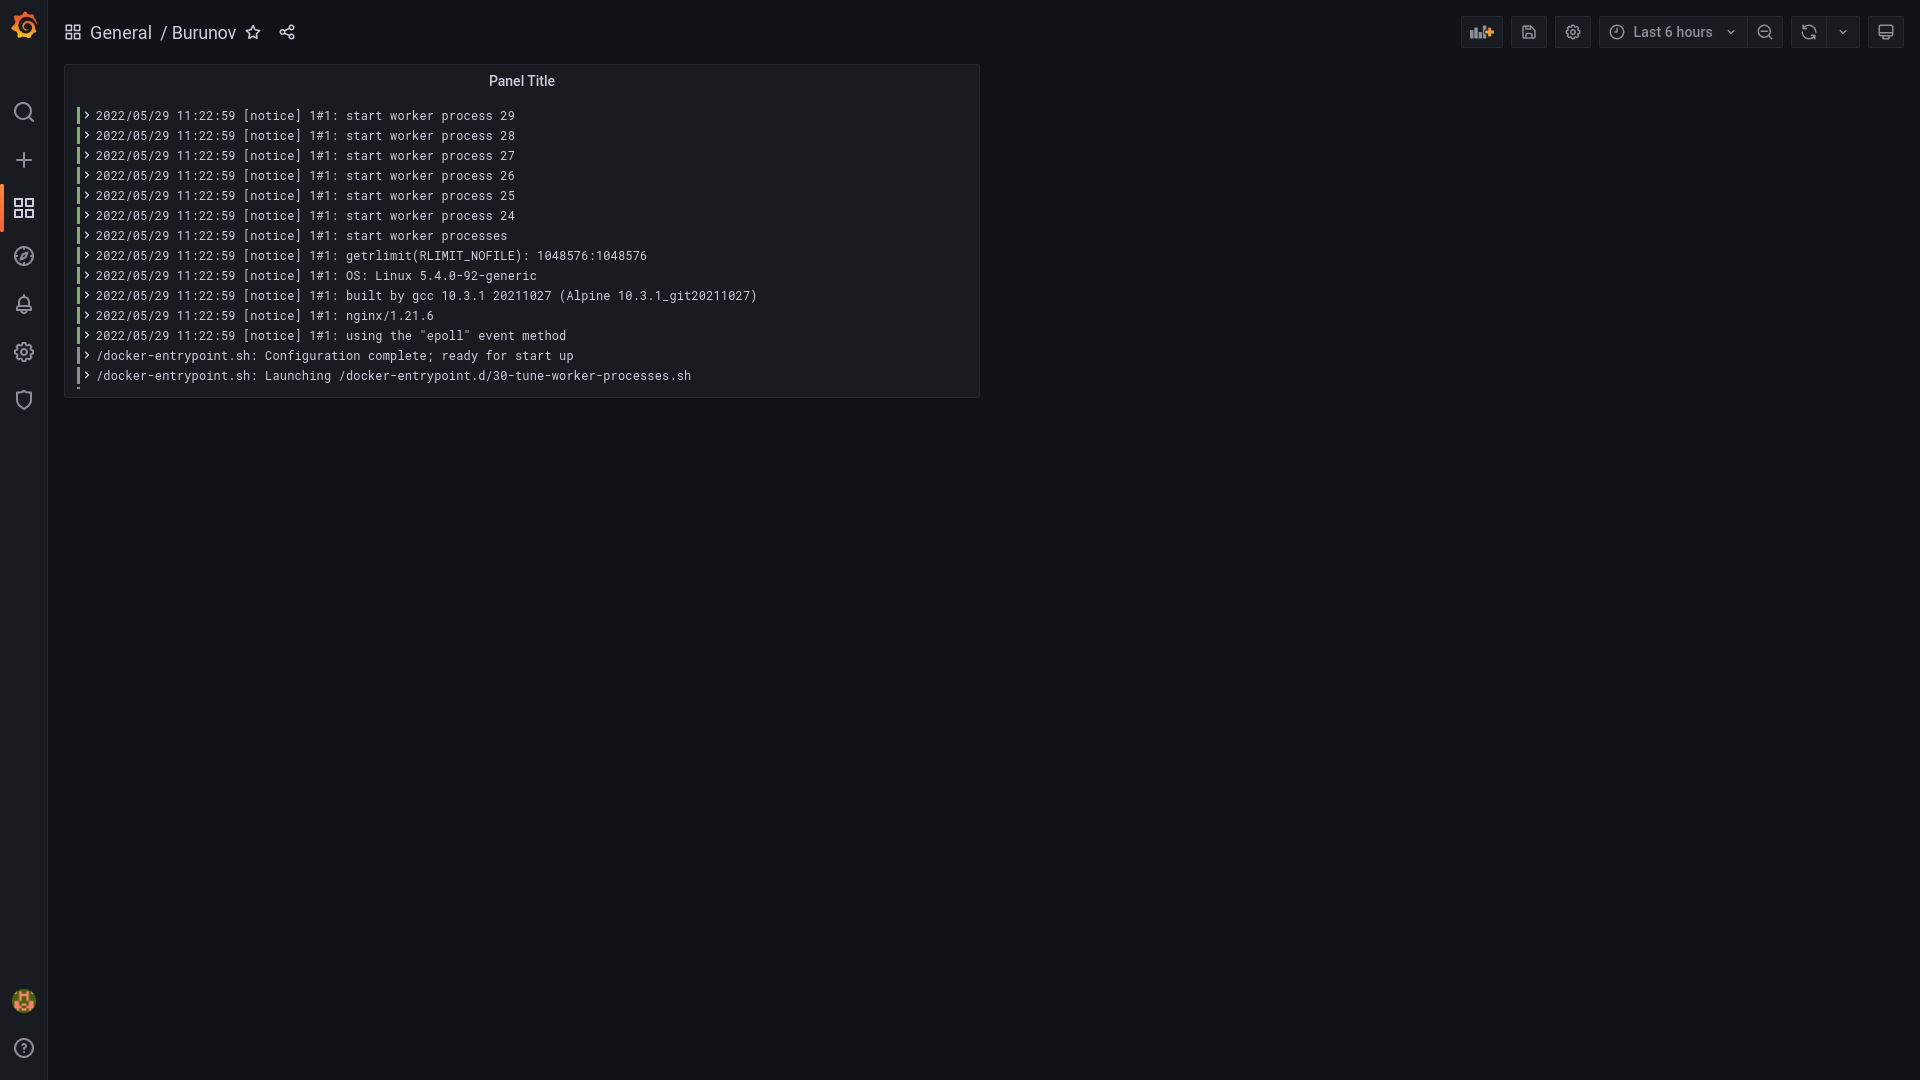 General / Burunov
Last 6 hours
Panel Title
2022/05/29 11:22:59 [notice] 1#1: start worker process 29
2022/05/29 11:22:59 [notice] 1#1: start worker process 28
2022/05/29 11:22:59 [notice] 1#1: start worker process 27
2022/05/29 11:22:59 [notice] 1#1: start worker process 26
2022/05/29 11:22:59 [notice] 1#1: start worker process 25
2022/05/29 11:22:59 [notice] 1#1: start worker process 24
2022/05/29 11:22:59 [notice] 1#1: start worker processes
2022/05/29 11:22:59 [notice] 1#1: getrlimit(RLIMIT_NOFILE): 1048576:1048576
2022/05/29 11:22:59 [notice] 1#1: OS: Linux 5.4.0-92-generic
2022/05/29 11:22:59 [notice] 1#1: built by gcc 10.3.1 20211027 (Alpine 10.3.1_git20211027)
2022/05/29 11:22:59 [notice] 1#1: nginx/1.21.6
2022/05/29 11:22:59 [notice] 1#1: using the "epoll" event method
/docker-entrypoint.sh: Configuration complete; ready for start up
/docker-entrypoint.sh: Launching /docker-entrypoint.d/30-tune-worker-processes.sh